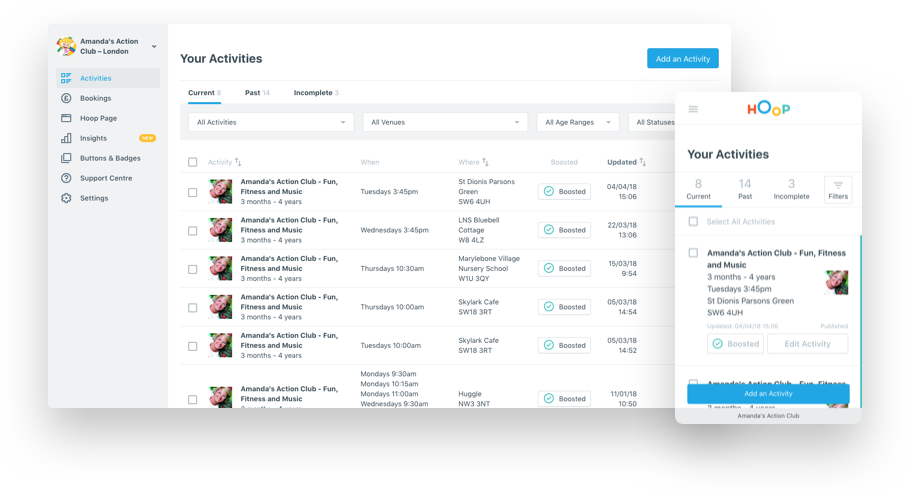 Amanda's Action
Club – London
Activities
Bookings
Hoop Page
Insights NEW
Buttons & Badges
Support Centre
Settings
Your Activities
Add an Activity
Current 8 Past 14 Incomplete 3
All Activities All Venues All Age Ranges All Statuses
Activity When Where Boosted Updated
Amanda's Action Club - Fun,
Fitness and Music
3 months - 4 years
Tuesdays 3:45pm
St Dionis Parsons
Green
SW6 4UH
Boosted
04/04/18
15:06
Amanda's Action Club - Fun,
Fitness and Music
3 months - 4 years
Wednesdays 3:45pm
LNS Bluebell
Cottage
W8 4LZ
Boosted
22/03/18
13:06
Amanda's Action Club - Fun,
Fitness and Music
3 months - 4 years
Thursdays 10:30am
Marylebone Village
Nursery School
W1U 3QY
Boosted
15/03/18
9:54
Amanda's Action Club - Fun,
Fitness and Music
3 months - 4 years
Thursdays 10:00am
Skylark Cafe
SW18 3RT
Boosted
05/03/18
14:54
Amanda's Action Club - Fun,
Fitness and Music
3 months - 4 years
Tuesdays 10:00am
Skylark Cafe
SW18 3RT
Boosted
05/03/18
14:52
Amanda's Action Club - Fun,
Fitness and Music
3 months - 4 years
Mondays 9:30am
Mondays 10:15am
Mondays 11:00am
Wednesdays 9:30am
Huggle
NW3 3NT
Boosted
11/01/18
10:50
HOOP
Your Activities
8 14 3
Current Past Incomplete Filters
Select All Activities
Amanda's Action Club - Fun, Fitness
and Music
3 months - 4 years
Tuesdays 3:45pm
St Dionis Parsons Green
SW6 4UH
Updated: 04/04/18 15:06 Published
Boosted Edit Activity
Amanda's Action Club - Fun, Fitness
Add an Activity
3 months - 4 years
Amanda's Action Club